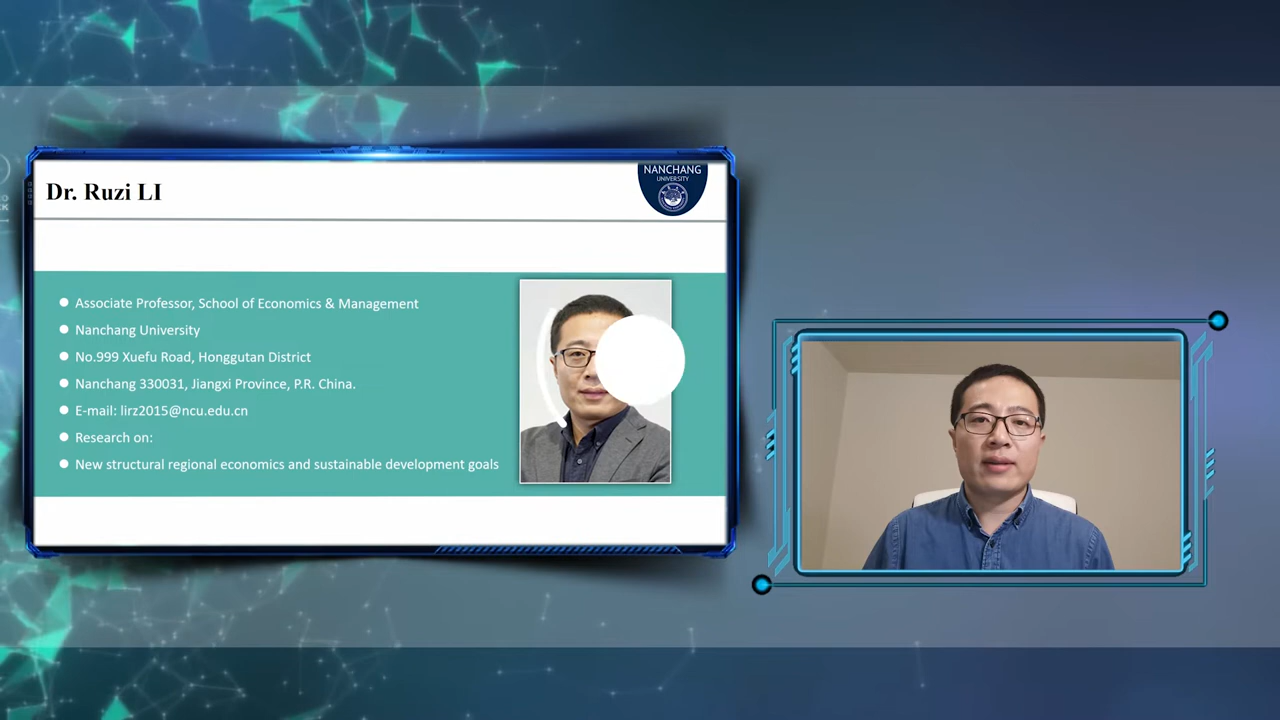 Dr. Ruzi LI
NANCHANG
UNIVERSITY
Associate Professor, School of Economics & Management
Nanchang University
No.999 Xuefu Road, Honggutan District
Nanchang 330031, Jiangxi Province, P.R. China.
E-mail: lirz2015@ncu.edu.cn
Research on:
New structural regional economics and sustainable development goals